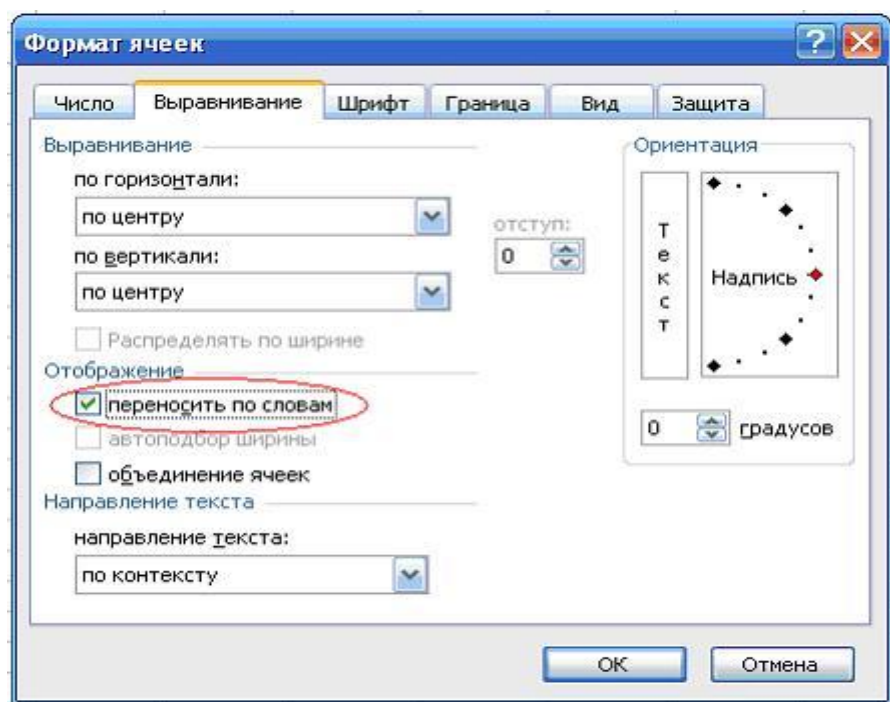 Формат ячеек
Число Выравнивание Шрифт Граница Вид Защита
Выравнивание
по горизонтали:
по центру
отступ:
0
по вертикали:
по центру
Распределять по ширине
Отображение
переносить по словам
автоподбор ширины
объединение ячеек
Направление текста
направление текста:
по контексту
Ориентация
Текст
Надпись
0 градусов
ОК Отмена